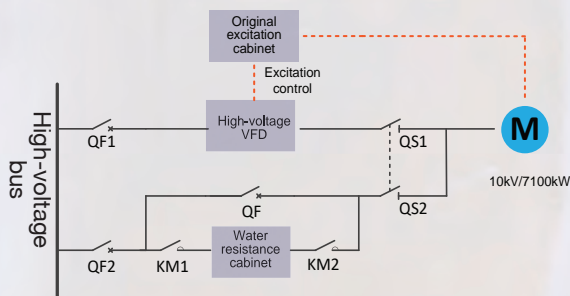 Original
excitation
cabinet
Excitation
control
High-voltage
bus
QF1
High-voltage
VFD
QS1
M
10kV/7100kW
QF
QS2
QF2
KM1
Water
resistance
cabinet
KM2